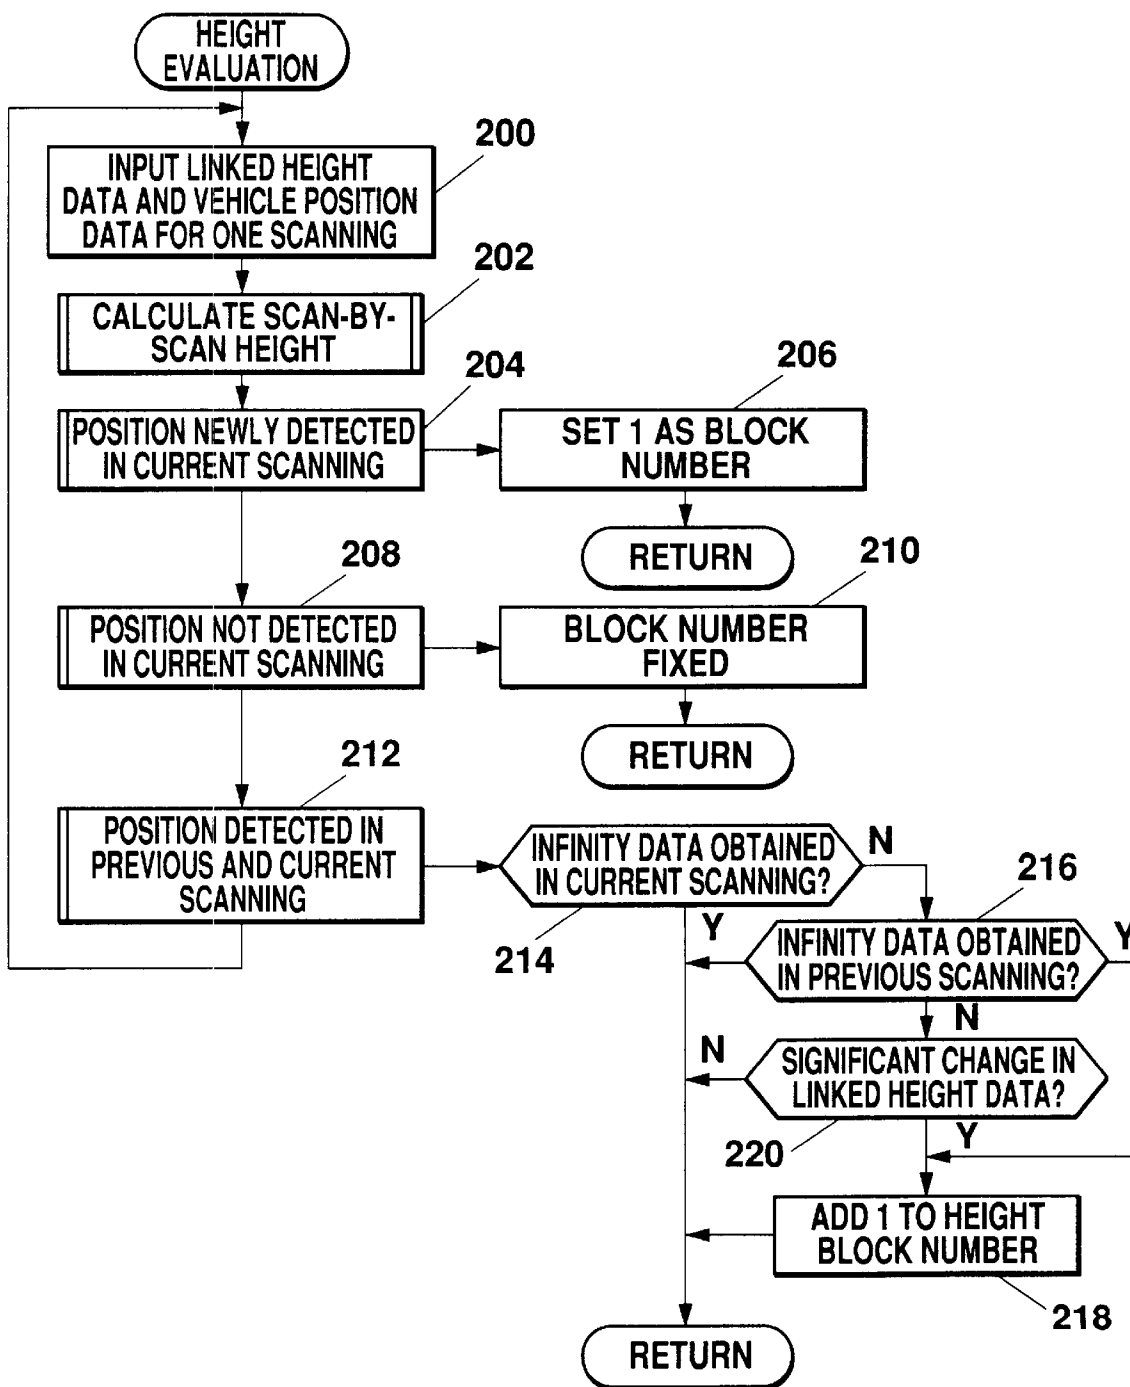 HEIGHT
EVALUATION
200
INPUT LINKED HEIGHT
DATA AND VEHICLE POSITION
DATA FOR ONE SCANNING
202
CALCULATE SCAN-BY-
SCAN HEIGHT
204
POSITION NEWLY DETECTED
IN CURRENT SCANNING
206
SET 1 AS BLOCK
NUMBER
RETURN
208
POSITION NOT DETECTED
IN CURRENT SCANNING
210
BLOCK NUMBER
FIXED
RETURN
212
POSITION DETECTED IN
PREVIOUS AND CURRENT
SCANNING
INFINITY DATA OBTAINED
IN CURRENT SCANNING?
N
214
216
Y
INFINITY DATA OBTAINED
IN PREVIOUS SCANNING?
Y
N
N
SIGNIFICANT CHANGE IN
LINKED HEIGHT DATA?
220
Y
ADD 1 TO HEIGHT
BLOCK NUMBER
218
RETURN